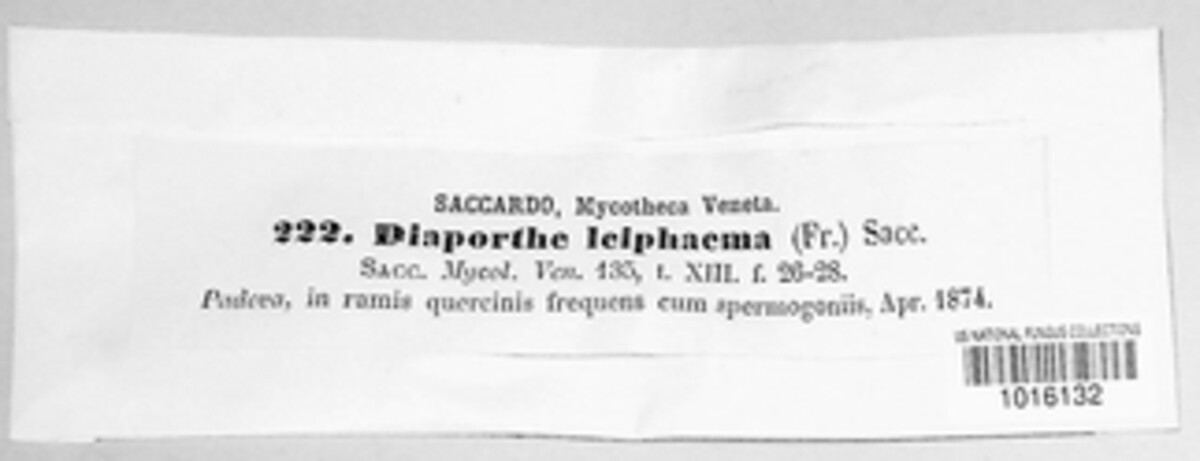 SACCARDO, Mycotheca Veneta.
222. Diaporthe leiphaema (Fr.) Sacc.
SACC. Mycol. Ven. 135, t. XIII. f. 26-28.
Padova, in ramis quercinis frequens cum spermogoniis, Apr. 1874.
US NATIONAL FUNGUS COLLECTIONS
1016132